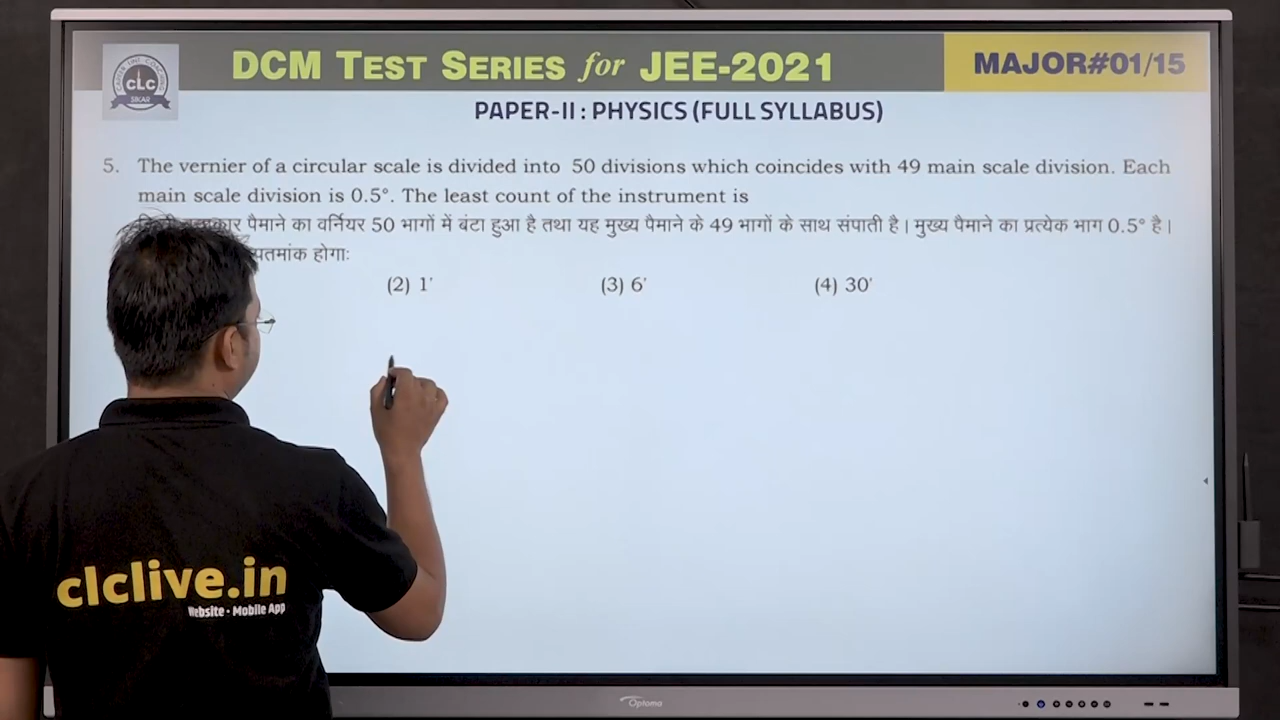 DCM TEST SERIES for JEE-2021
MAJOR#01/15
CLC
SIKAR
PAPER-II : PHYSICS (FULL SYLLABUS)
5. The vernier of a circular scale is divided into 50 divisions which coincides with 49 main scale division. Each
main scale division is 0.5°. The least count of the instrument is
पैमाने का वर्नियर 50 भागों में बंटा हुआ है तथा यह मुख्य पैमाने के 49 भागों के साथ संपाती है। मुख्य पैमाने का प्रत्येक भाग 0.5° है।
होगाः
(2) 1' (3) 6' (4) 30'
clclive.in
Website · Mobile App
Optoma